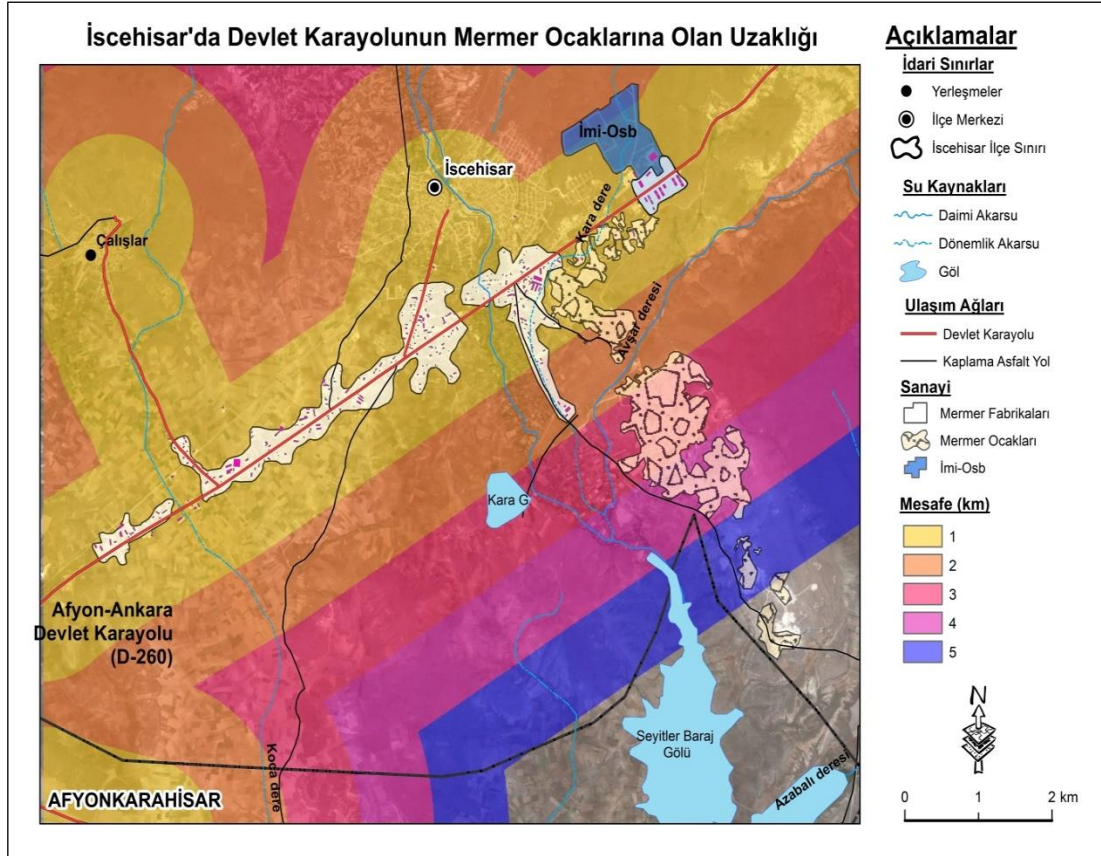 İscehisar'da Devlet Karayolunun Mermer Ocaklarına Olan Uzaklığı
İmi-Osb
İscehisar
Kara dere
Çalışlar
Avşar deresi
Kara G.
Afyon-Ankara
Devlet Karayolu
(D-260)
Koca dere
Seyitler Baraj
Gölü
Azabalı deresi
AFYONKARAHİSAR
Açıklamalar
İdari Sınırlar
Yerleşmeler
İlçe Merkezi
İscehisar İlçe Sınırı
Su Kaynakları
Daimi Akarsu
Dönemlik Akarsu
Göl
Ulaşım Ağları
Devlet Karayolu
Kaplama Asfalt Yol
Sanayi
Mermer Fabrikaları
Mermer Ocakları
İmi-Osb
Mesafe (km)
1
2
3
4
5
N
0 1 2 km